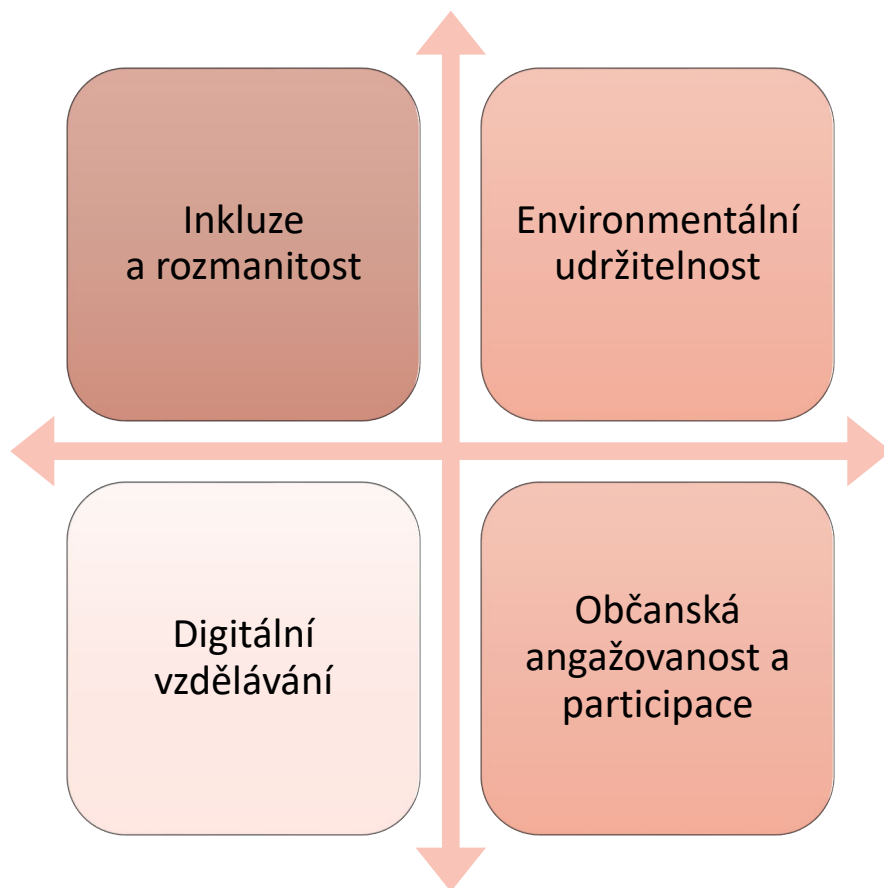 Inkluze
a rozmanitost
Environmentální
udržitelnost
Digitální
vzdělávání
Občanská
angažovanost a
participace